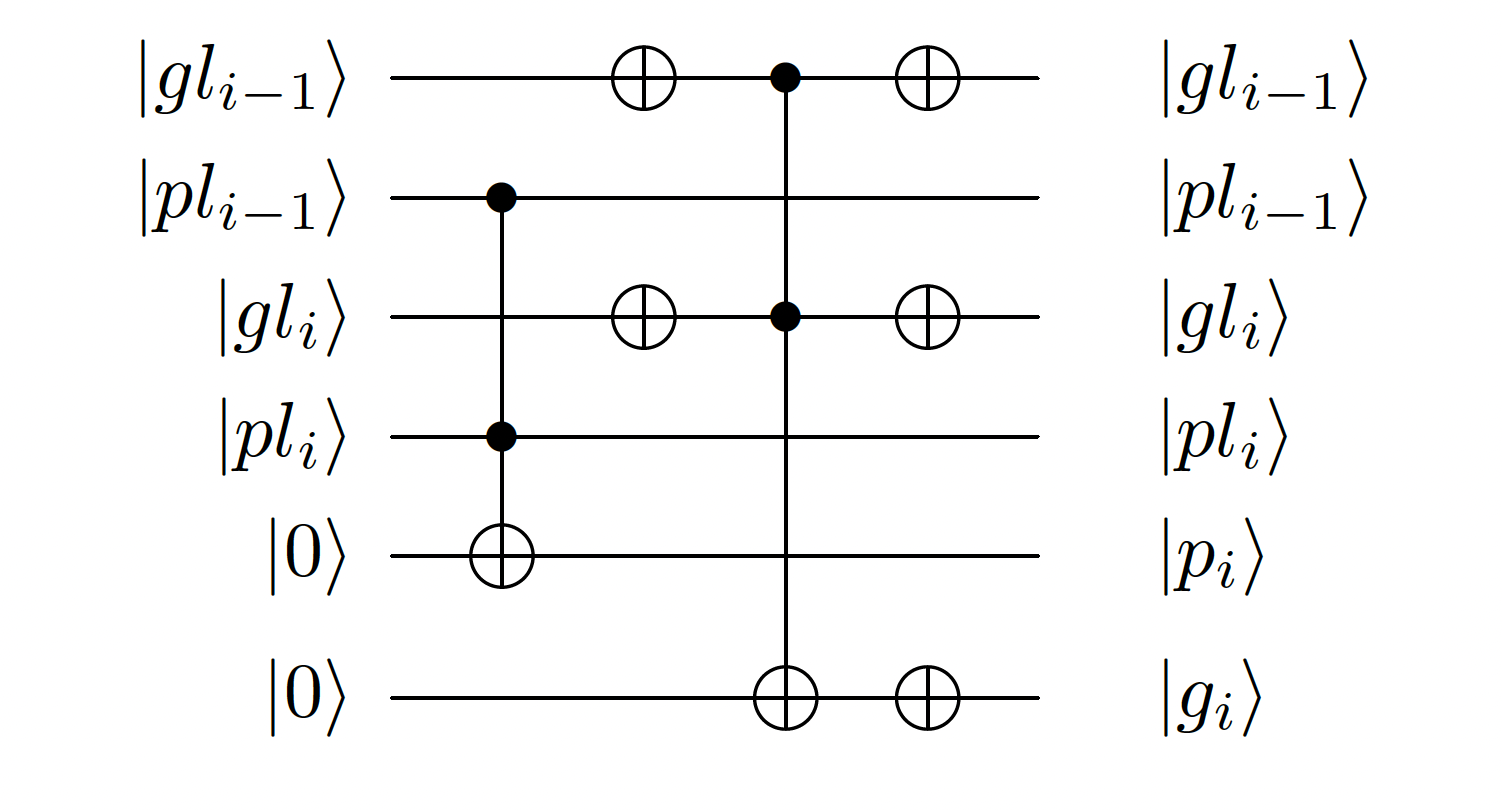 |gl_{i−1}⟩ |gl_{i−1}⟩
|pl_{i−1}⟩ |pl_{i−1}⟩
|gl_i⟩ |gl_i⟩
|pl_i⟩ |pl_i⟩
|0⟩ |p_i⟩
|0⟩ |g_i⟩